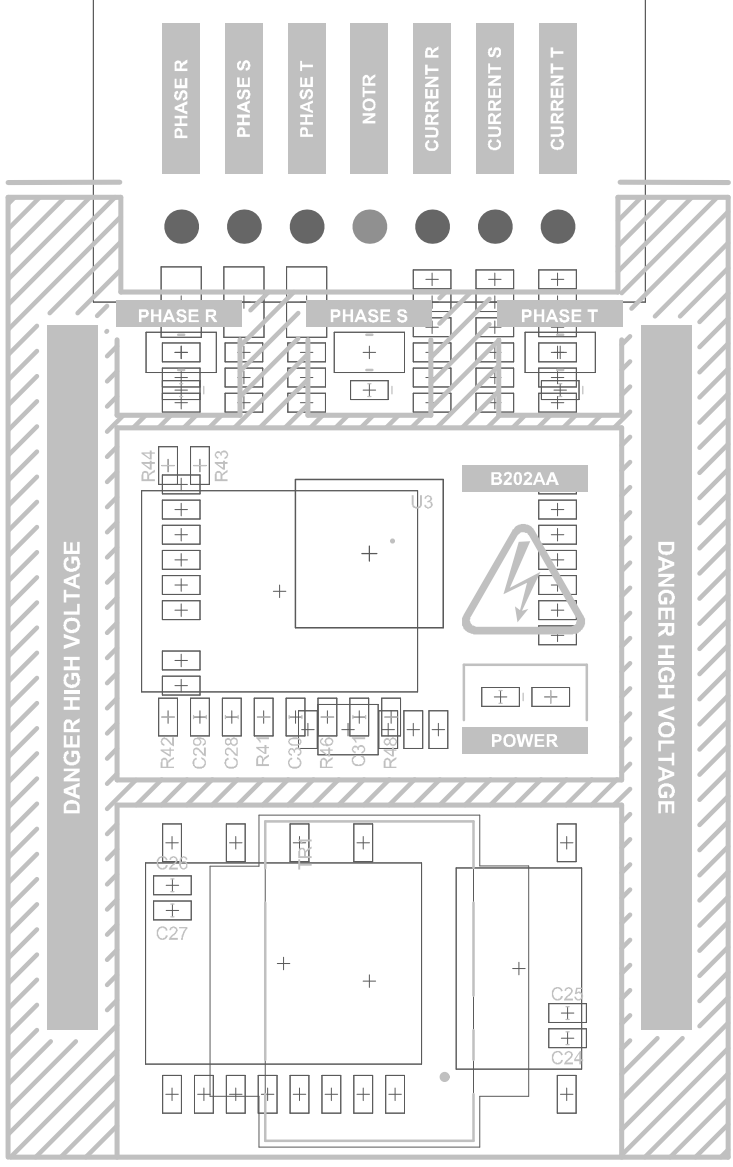 PHASE R
PHASE S
PHASE T
NOTR
CURRENT R
CURRENT S
CURRENT T
PHASE R
PHASE S
PHASE T
R44
R43
U3
B202AA
DANGER HIGH VOLTAGE
DANGER HIGH VOLTAGE
R42
C29
C28
R41
C30
R46
C31
R48
POWER
TR1
C26
C27
C25
C24